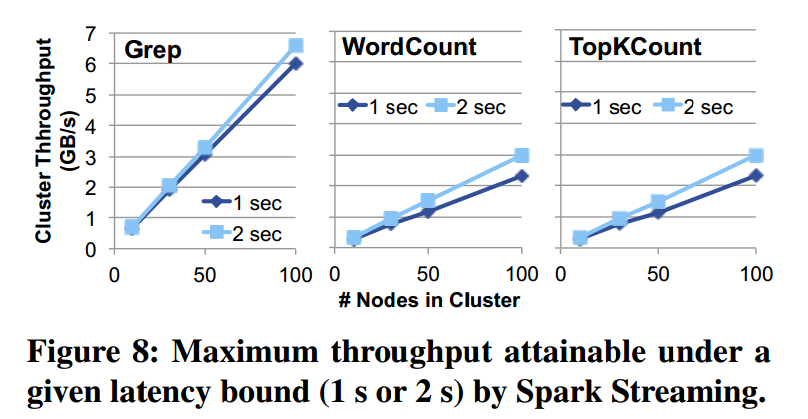 Grep
WordCount
TopKCount
Cluster Thhroughput
(GB/s)
7
6
5
4
3
2
1
0
1 sec
2 sec
1 sec 2 sec
1 sec 2 sec
0 50 100
0 50 100
0 50 100
# Nodes in Cluster
Figure 8: Maximum throughput attainable under a
given latency bound (1 s or 2 s) by Spark Streaming.